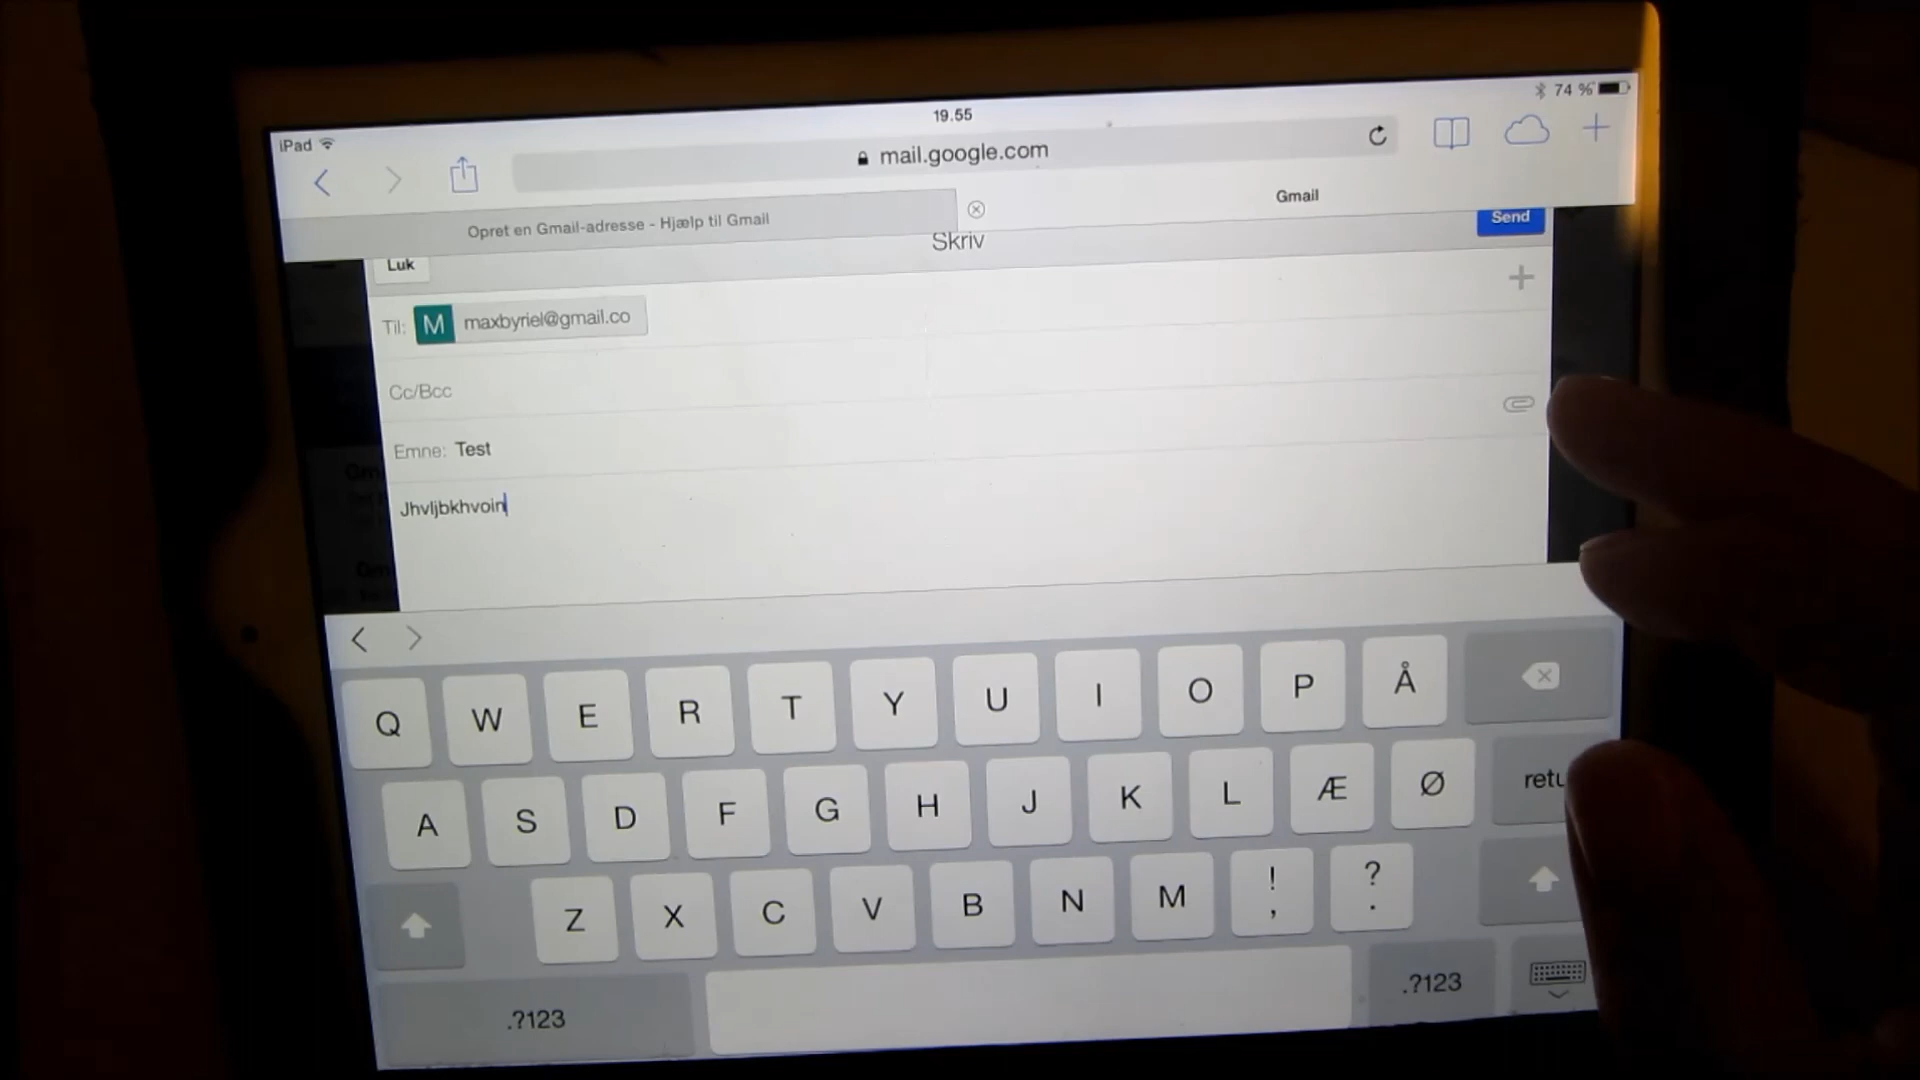 iPad
19.55
74 %
mail.google.com
Opret en Gmail-adresse - Hjælp til Gmail
Gmail
Luk
Skriv
Send
Til: M maxbyriel@gmail.co
Cc/Bcc
Emne: Test
Jhvljbkhvoin
Q W E R T Y U I O P Å
A S D F G H J K L Æ Ø retu
Z X C V B N M ! , ? .
.?123 .?123